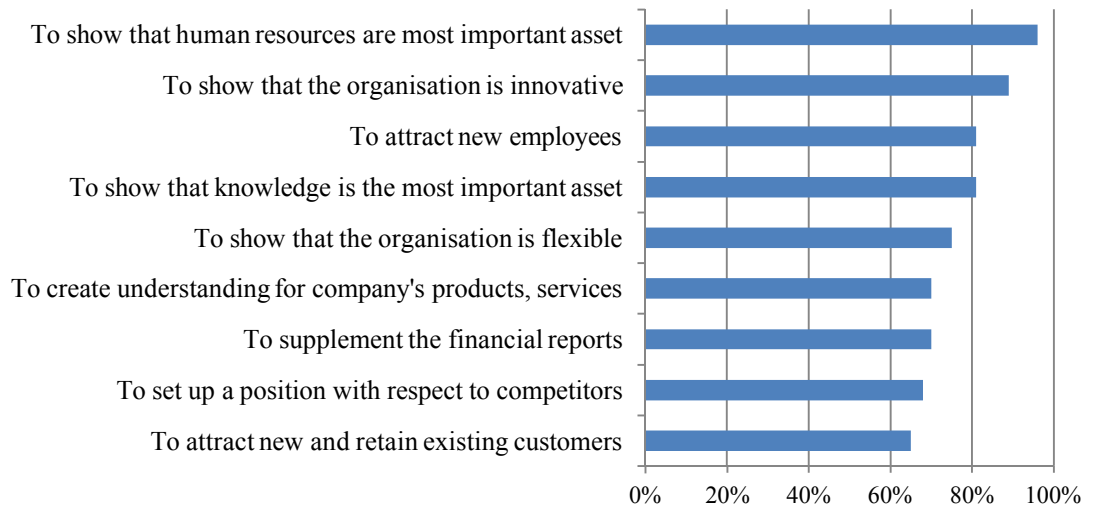 To show that human resources are most important asset
To show that the organisation is innovative
To attract new employees
To show that knowledge is the most important asset
To show that the organisation is flexible
To create understanding for company's products, services
To supplement the financial reports
To set up a position with respect to competitors
To attract new and retain existing customers
0% 20% 40% 60% 80% 100%